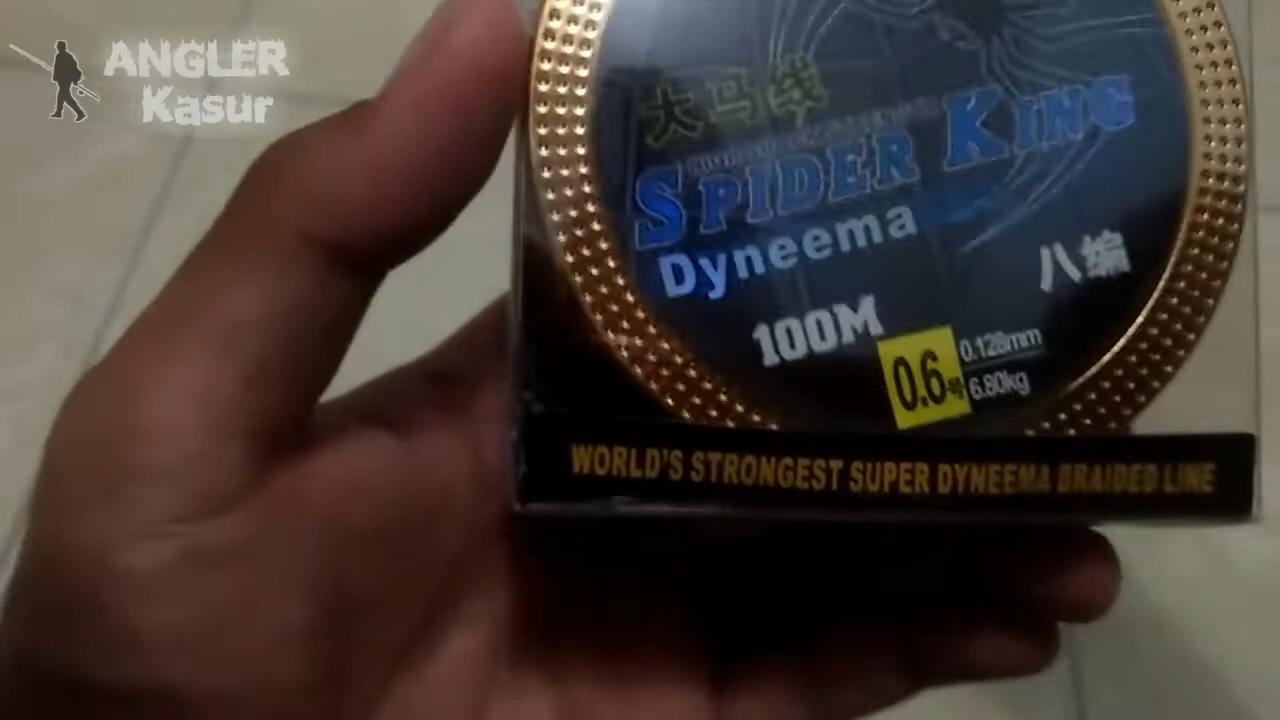 ANGLER
Kasur
大马线
SPIDER KING
Dyneema
100M
八编
0.6号
0.128mm
6.80kg
WORLD'S STRONGEST SUPER DYNEEMA BRAIDED LINE